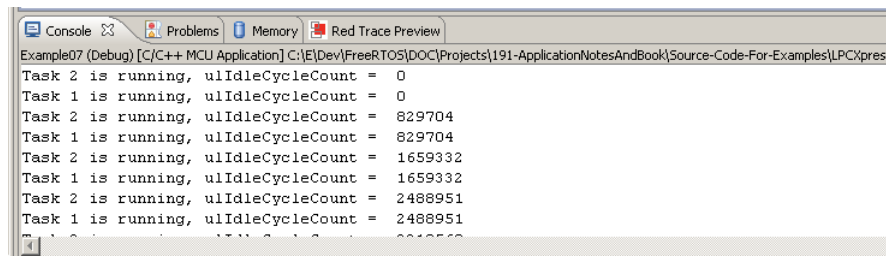 Console Problems Memory Red Trace Preview
Example07 (Debug) [C/C++ MCU Application] C:\E\Dev\FreeRTOS\DOC\Projects\191-ApplicationNotesAndBook\Source-Code-For-Examples\LPCXpres
Task 2 is running, ulIdleCycleCount = 0
Task 1 is running, ulIdleCycleCount = 0
Task 2 is running, ulIdleCycleCount = 829704
Task 1 is running, ulIdleCycleCount = 829704
Task 2 is running, ulIdleCycleCount = 1659332
Task 1 is running, ulIdleCycleCount = 1659332
Task 2 is running, ulIdleCycleCount = 2488951
Task 1 is running, ulIdleCycleCount = 2488951